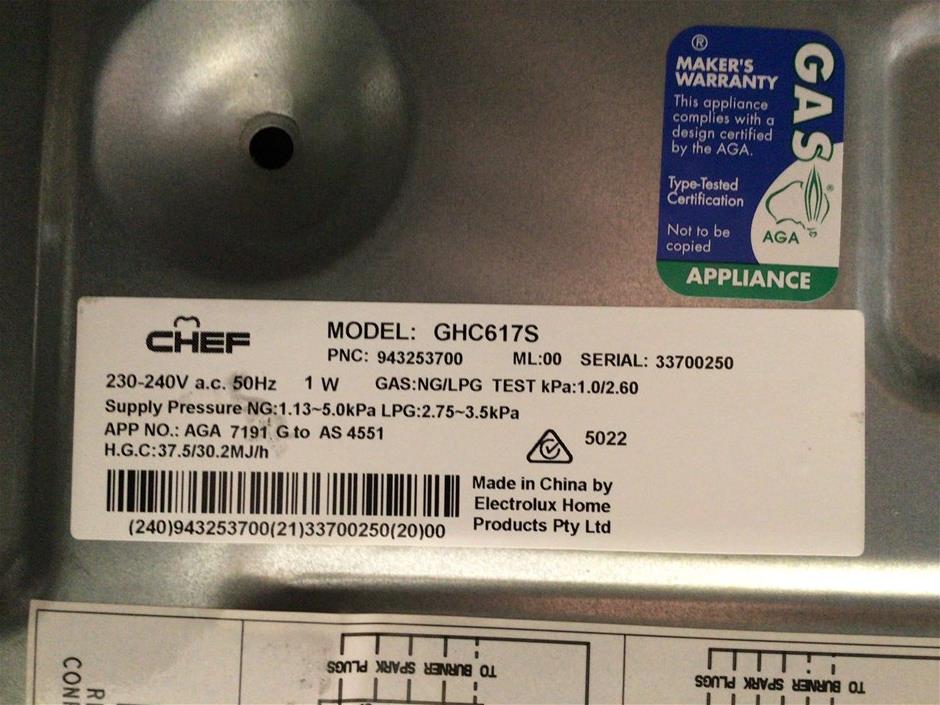 ®
MAKER'S
WARRANTY
This appliance
complies with a
design certified
by the AGA.
Type-Tested
Certification
Not to be
copied
GAS
®
AGA
APPLIANCE
CHEF
MODEL: GHC617S
PNC: 943253700 ML:00 SERIAL: 33700250
230-240V a.c. 50Hz 1 W GAS:NG/LPG TEST kPa:1.0/2.60
Supply Pressure NG:1.13~5.0kPa LPG:2.75~3.5kPa
APP NO.: AGA 7191 G to AS 4551
H.G.C:37.5/30.2MJ/h
5022
Made in China by
Electrolux Home
Products Pty Ltd
(240)943253700(21)33700250(20)00
TO BURNER SPARK PLUGS
TO BURNER SPARK PLUGS